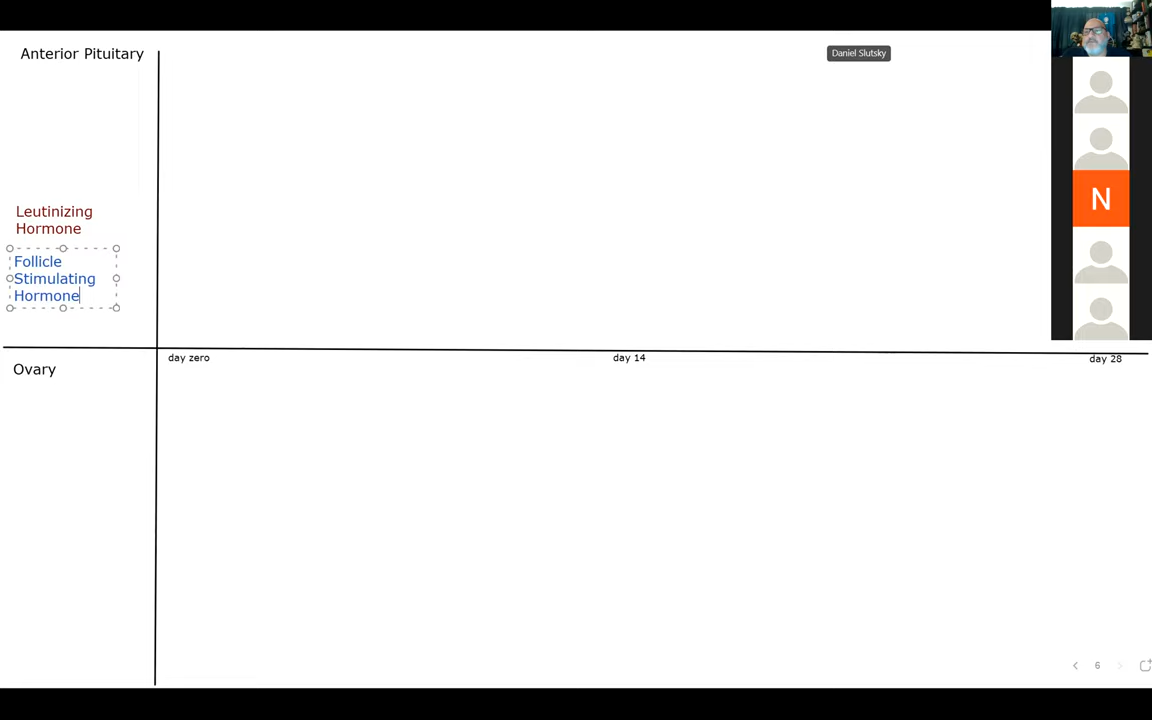 Anterior Pituitary
Daniel Slutsky
N
Leutinizing
Hormone
Follicle
Stimulating
Hormone
day zero
day 14
day 28
Ovary
6